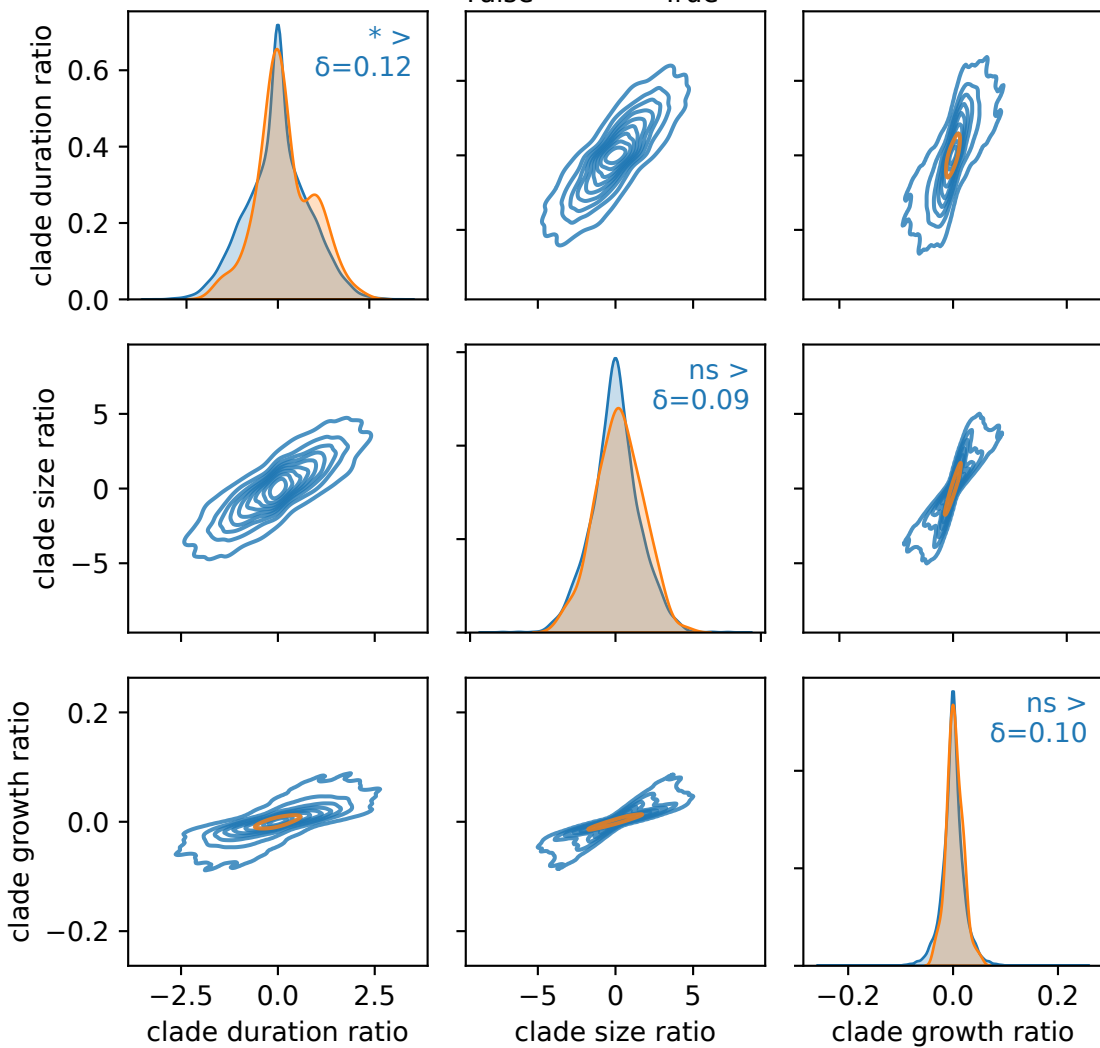 clade duration ratio
0.6
0.4
0.2
0.0
* >
δ=0.12
clade size ratio
5
0
−5
ns >
δ=0.09
clade growth ratio
0.2
0.0
−0.2
ns >
δ=0.10
−2.5 0.0 2.5
−5 0 5
−0.2 0.0 0.2
clade duration ratio
clade size ratio
clade growth ratio